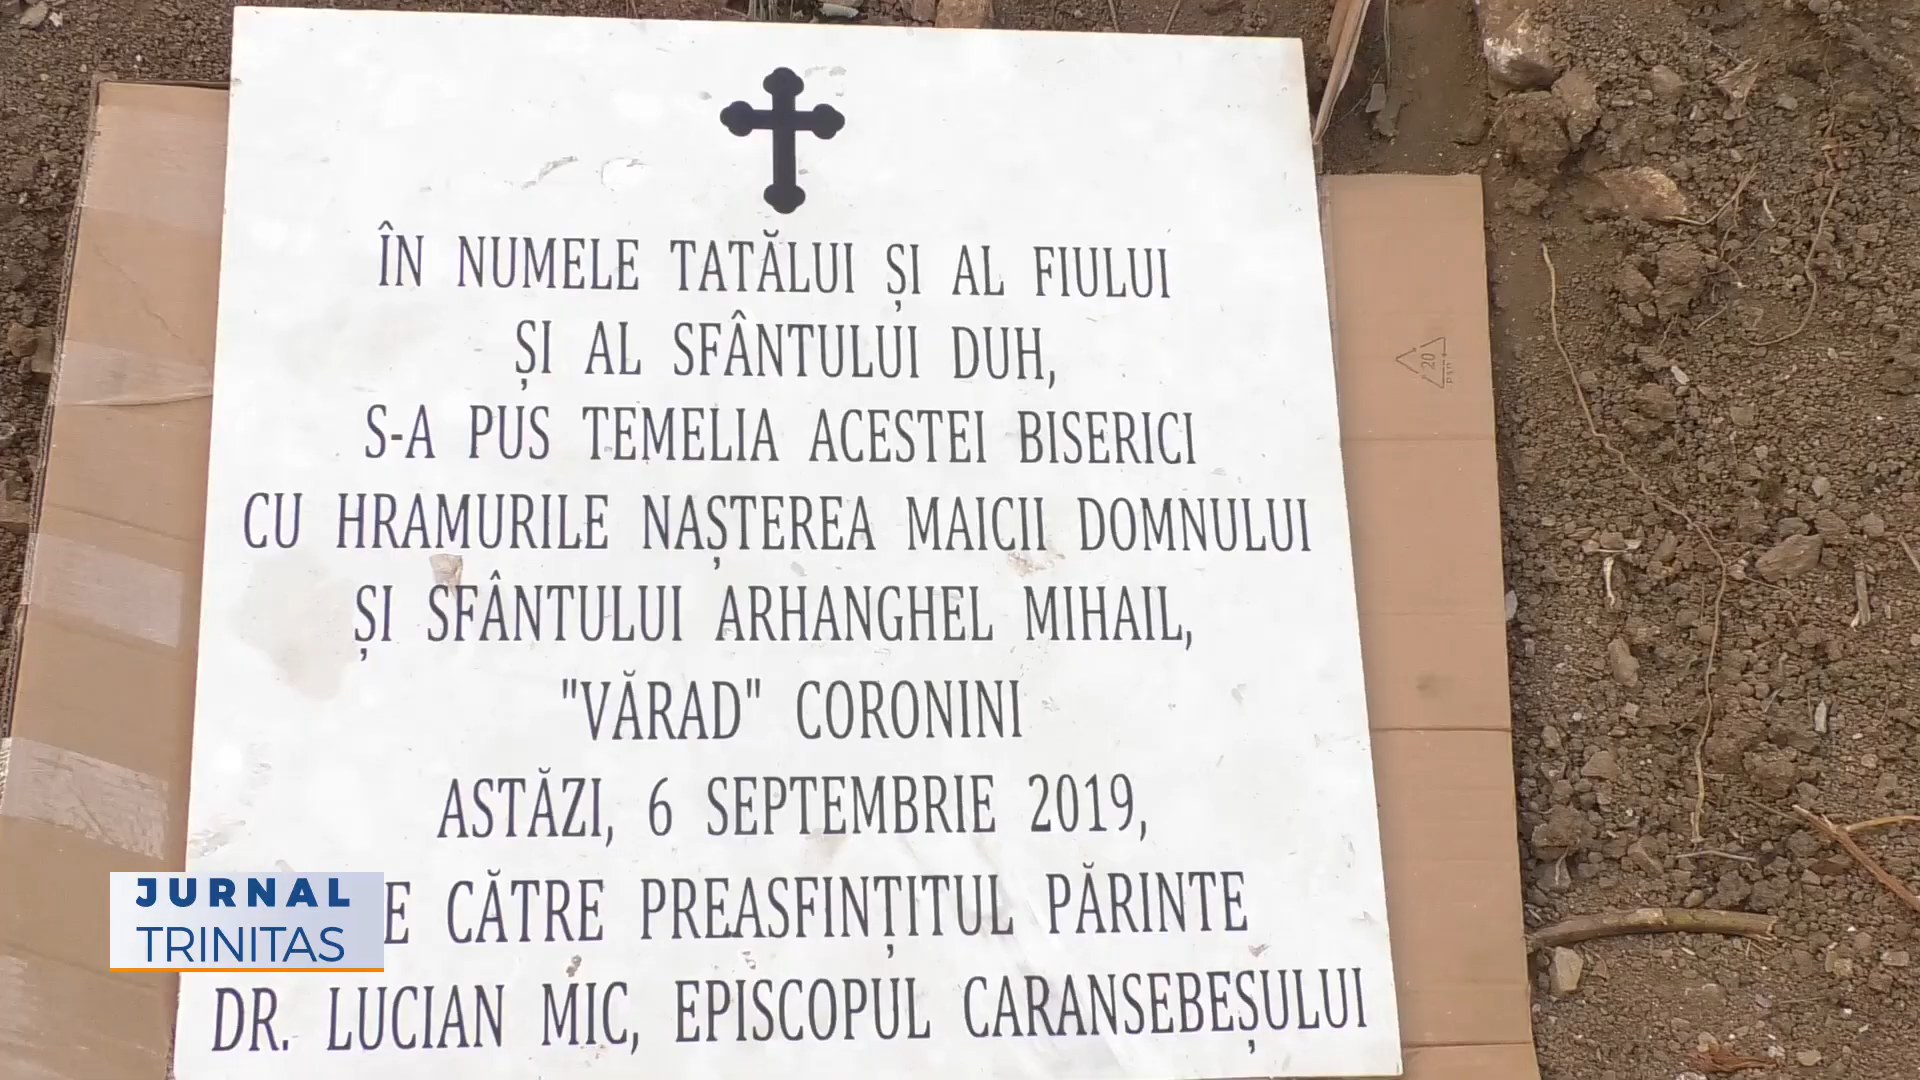 ÎN NUMELE TATĂLUI ȘI AL FIULUI
ȘI AL SFÂNTULUI DUH,
S-A PUS TEMELIA ACESTEI BISERICI
CU HRAMURILE NAȘTEREA MAICII DOMNULUI
ȘI SFÂNTULUI ARHANGHEL MIHAIL,
"VĂRAD" CORONINI
ASTĂZI, 6 SEPTEMBRIE 2019,
E CĂTRE PREASFINȚITUL PĂRINTE
DR. LUCIAN MIC, EPISCOPUL CARANSEBEȘULUI
JURNAL
TRINITAS
20